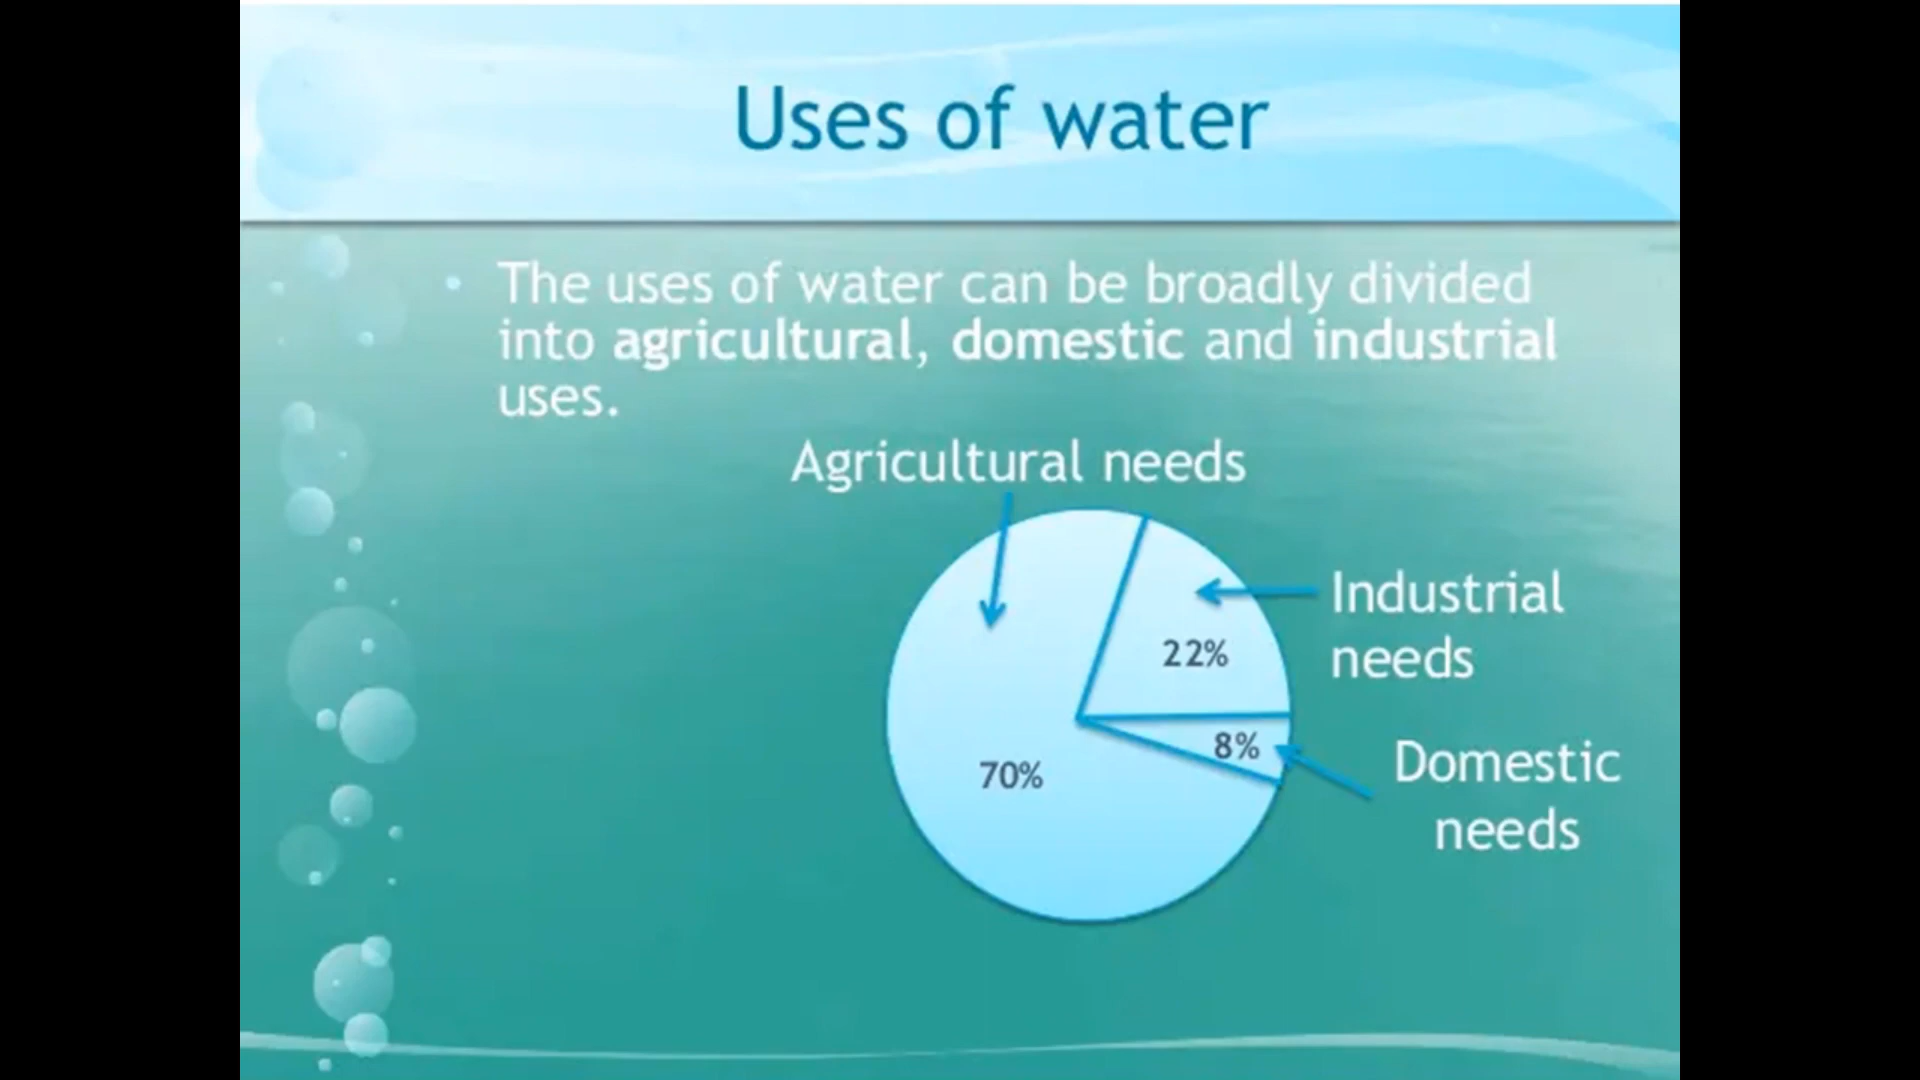 Uses of water
• The uses of water can be broadly divided
into agricultural, domestic and industrial
uses.
Agricultural needs
Industrial
needs
22%
8%
Domestic
needs
70%